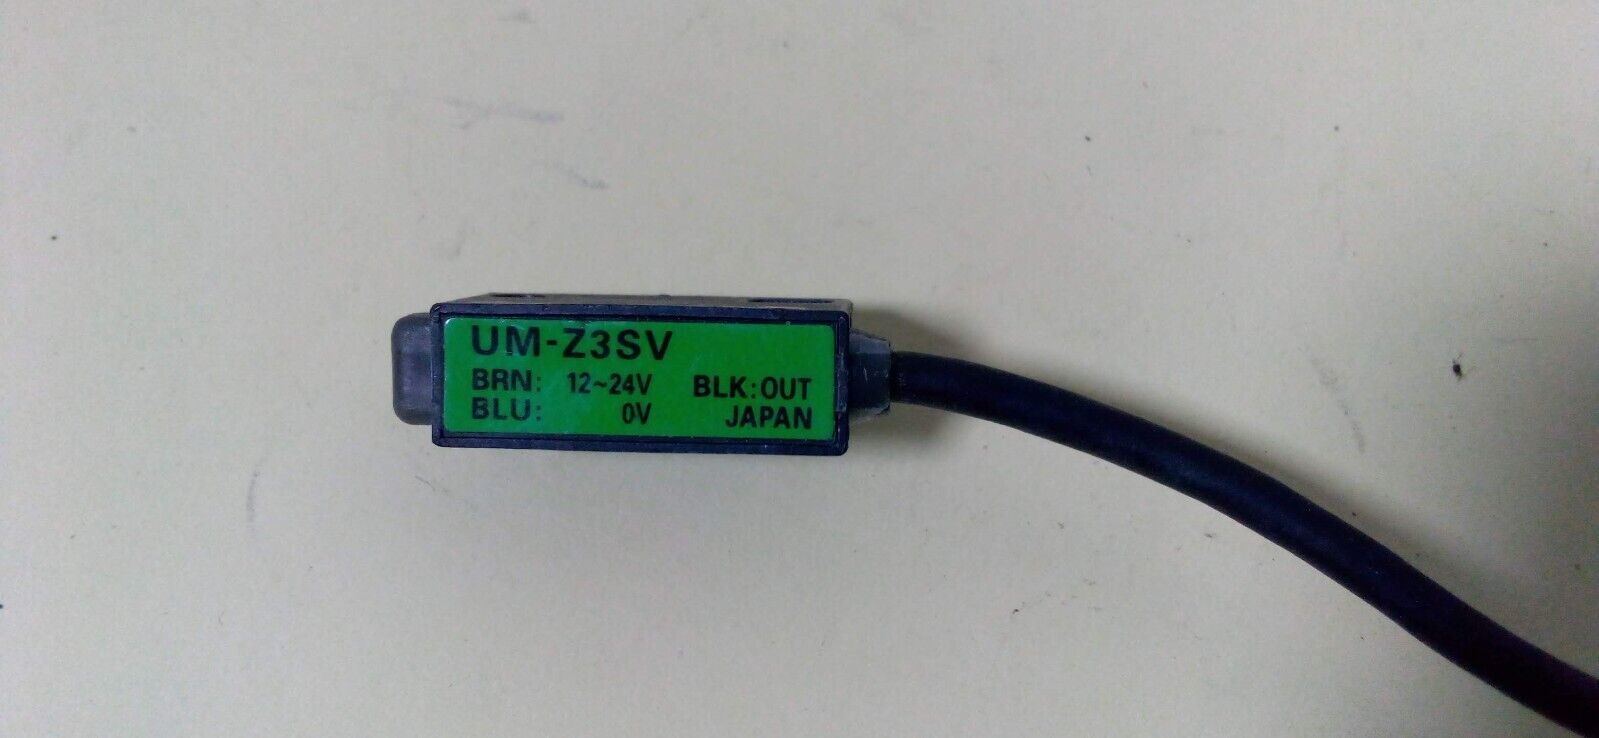 UM-Z3SV
BRN: 12~24V BLK:OUT
BLU: 0V JAPAN